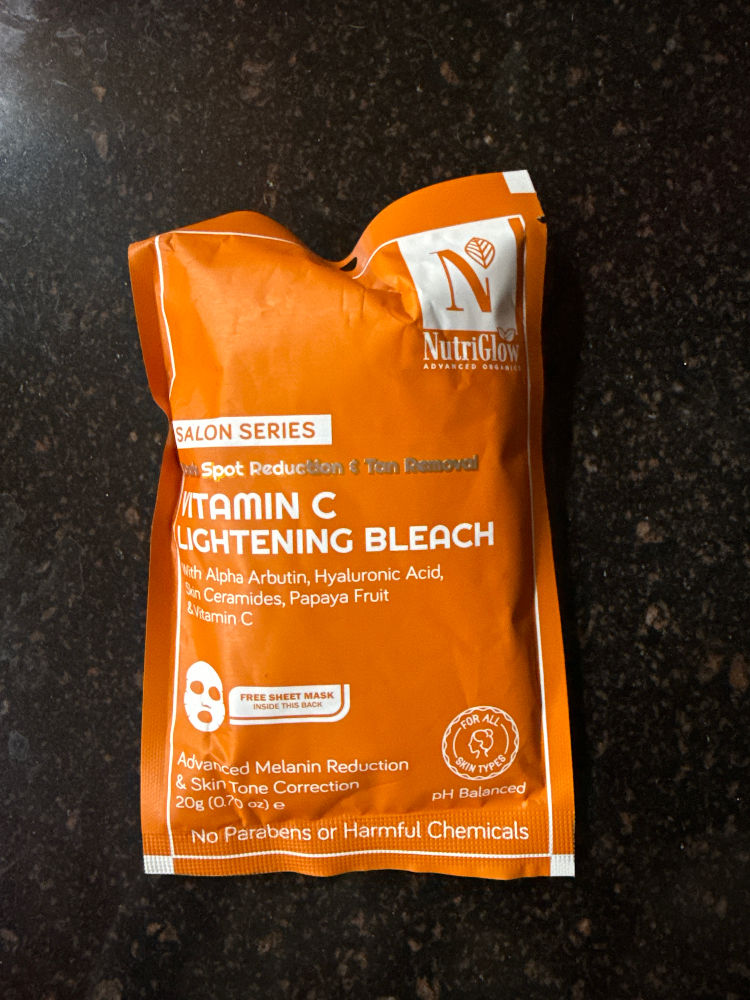 N
NutriGlow
ADVANCED ORGANICS
SALON SERIES
Spot Reduction & Tan Removal
VITAMIN C
LIGHTENING BLEACH
With Alpha Arbutin, Hyaluronic Acid,
Skin Ceramides, Papaya Fruit
& Vitamin C
FREE SHEET MASK
INSIDE THIS BACK
FOR ALL
SKIN TYPES
pH Balanced
Advanced Melanin Reduction
& Skin Tone Correction
20g (0.70 oz) e
No Parabens or Harmful Chemicals